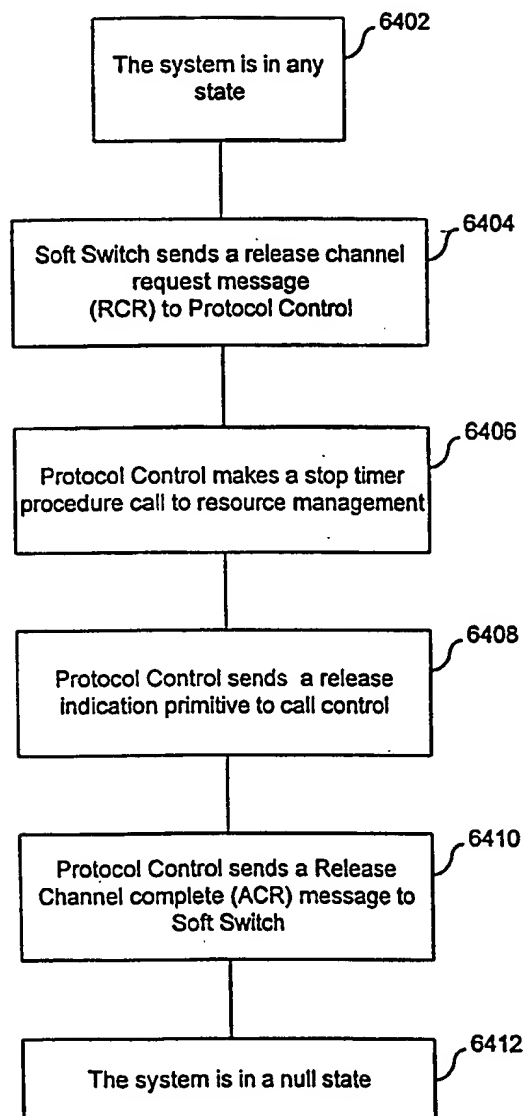 6402
The system is in any
state
6404
Soft Switch sends a release channel
request message
(RCR) to Protocol Control
6406
Protocol Control makes a stop timer
procedure call to resource management
6408
Protocol Control sends a release
indication primitive to call control
6410
Protocol Control sends a Release
Channel complete (ACR) message to
Soft Switch
6412
The system is in a null state